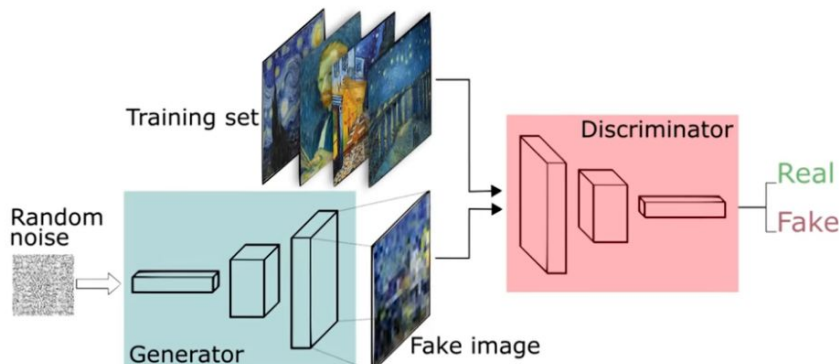 Training set
Discriminator
Real
Fake
Random
noise
Generator
Fake image